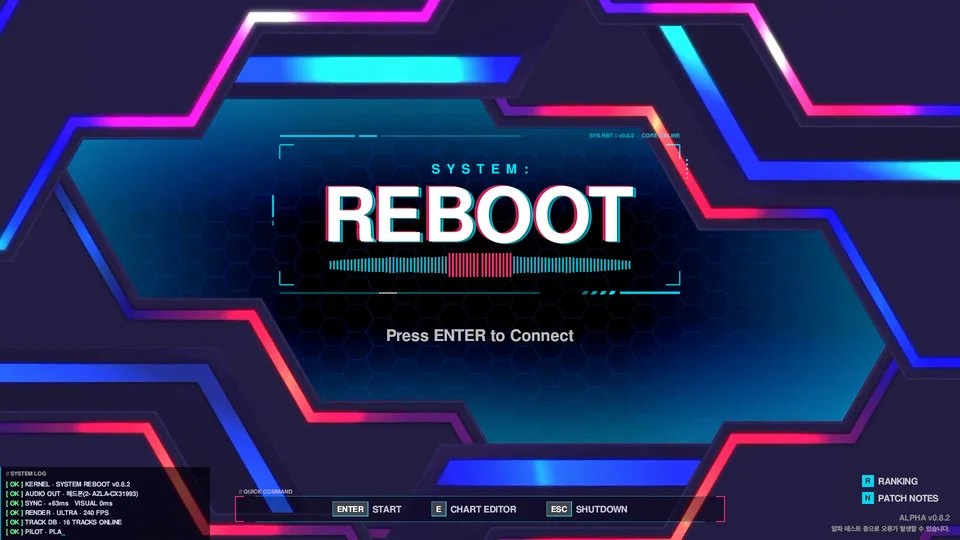 SYS.RBT // v0.8.2 - CORE ONLINE
SYSTEM:
REBOOT
Press ENTER to Connect
// SYSTEM LOG
[ OK ] KERNEL - SYSTEM REBOOT v0.8.2
[ OK ] AUDIO OUT - 헤드폰(2- AZLA-CX31993)
[ OK ] SYNC - +63ms VISUAL 0ms
[ OK ] RENDER - ULTRA - 240 FPS
[ OK ] TRACK DB - 16 TRACKS ONLINE
[ OK ] PILOT - PLA_
// QUICK COMMAND
ENTER START E CHART EDITOR ESC SHUTDOWN
R RANKING
N PATCH NOTES
ALPHA v0.8.2
알파 테스트 중으로 오류가 발생할 수 있습니다.